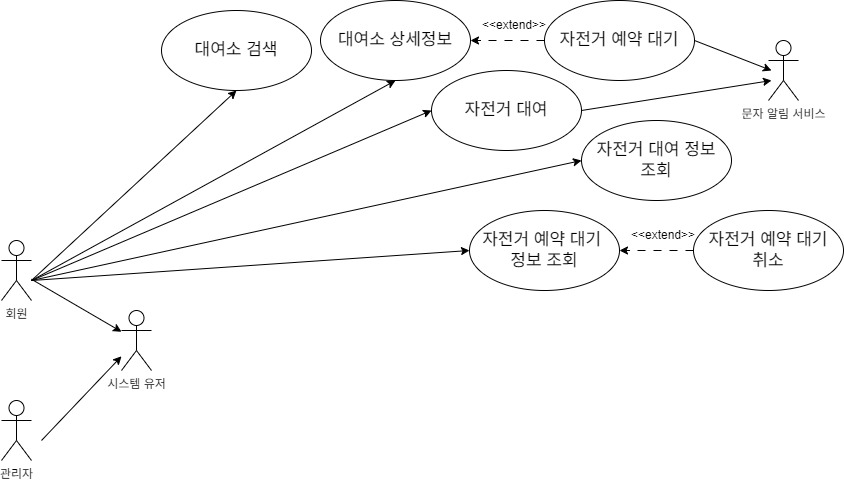 대여소 검색
대여소 상세정보
<<extend>>
자전거 예약 대기
문자 알림 서비스
자전거 대여
자전거 대여 정보
조회
자전거 예약 대기
정보 조회
<<extend>>
자전거 예약 대기
취소
회원
시스템 유저
관리자